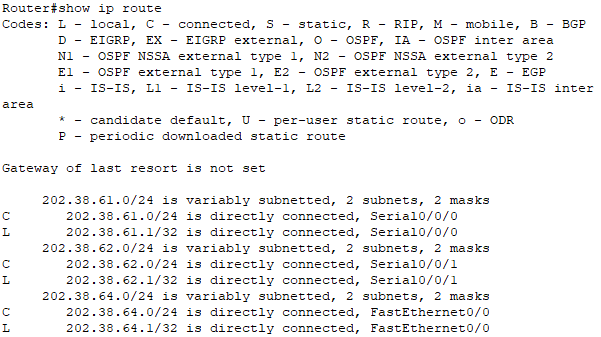 Router#show ip route
Codes: L - local, C - connected, S - static, R - RIP, M - mobile, B - BGP
       D - EIGRP, EX - EIGRP external, O - OSPF, IA - OSPF inter area
       N1 - OSPF NSSA external type 1, N2 - OSPF NSSA external type 2
       E1 - OSPF external type 1, E2 - OSPF external type 2, E - EGP
       i - IS-IS, L1 - IS-IS level-1, L2 - IS-IS level-2, ia - IS-IS inter
area
       * - candidate default, U - per-user static route, o - ODR
       P - periodic downloaded static route

Gateway of last resort is not set

     202.38.61.0/24 is variably subnetted, 2 subnets, 2 masks
C       202.38.61.0/24 is directly connected, Serial0/0/0
L       202.38.61.1/32 is directly connected, Serial0/0/0
     202.38.62.0/24 is variably subnetted, 2 subnets, 2 masks
C       202.38.62.0/24 is directly connected, Serial0/0/1
L       202.38.62.1/32 is directly connected, Serial0/0/1
     202.38.64.0/24 is variably subnetted, 2 subnets, 2 masks
C       202.38.64.0/24 is directly connected, FastEthernet0/0
L       202.38.64.1/32 is directly connected, FastEthernet0/0